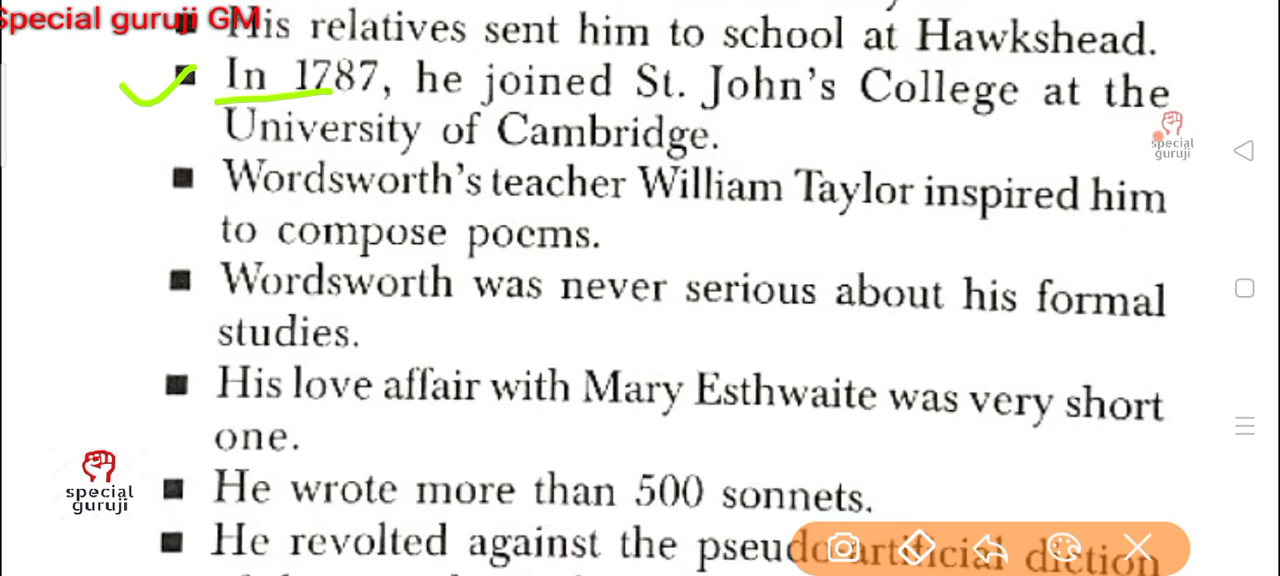 Special guruji GM
His relatives sent him to school at Hawkshead.
In 1787, he joined St. John's College at the
University of Cambridge.
special
guruji
Wordsworth's teacher William Taylor inspired him
to compose poems.
Wordsworth was never serious about his formal
studies.
His love affair with Mary Esthwaite was very short
one.
special
guruji
He wrote more than 500 sonnets.
He revolted against the pseudo artificial diction